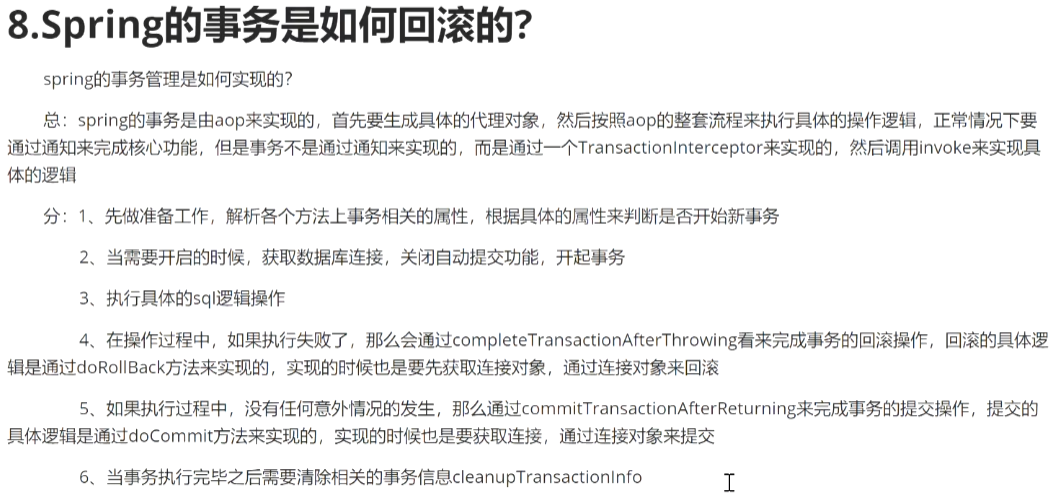 8.Spring的事务是如何回滚的?
spring的事务管理是如何实现的?
总：spring的事务是由aop来实现的，首先要生成具体的代理对象，然后按照aop的整套流程来执行具体的操作逻辑，正常情况下要
通过通知来完成核心功能，但是事务不是通过通知来实现的，而是通过一个TransactionInterceptor来实现的，然后调用invoke来实现具
体的逻辑
分：1、先做准备工作，解析各个方法上事务相关的属性，根据具体的属性来判断是否开始新事务
2、当需要开启的时候，获取数据库连接，关闭自动提交功能，开起事务
3、执行具体的sql逻辑操作
4、在操作过程中，如果执行失败了，那么会通过completeTransactionAfterThrowing看来完成事务的回滚操作，回滚的具体逻
辑是通过doRollBack方法来实现的，实现的时候也是要先获取连接对象，通过连接对象来回滚
5、如果执行过程中，没有任何意外情况的发生，那么通过commitTransactionAfterReturning来完成事务的提交操作，提交的
具体逻辑是通过doCommit方法来实现的，实现的时候也是要获取连接，通过连接对象来提交
6、当事务执行完毕之后需要清除相关的事务信息cleanupTransactionInfo